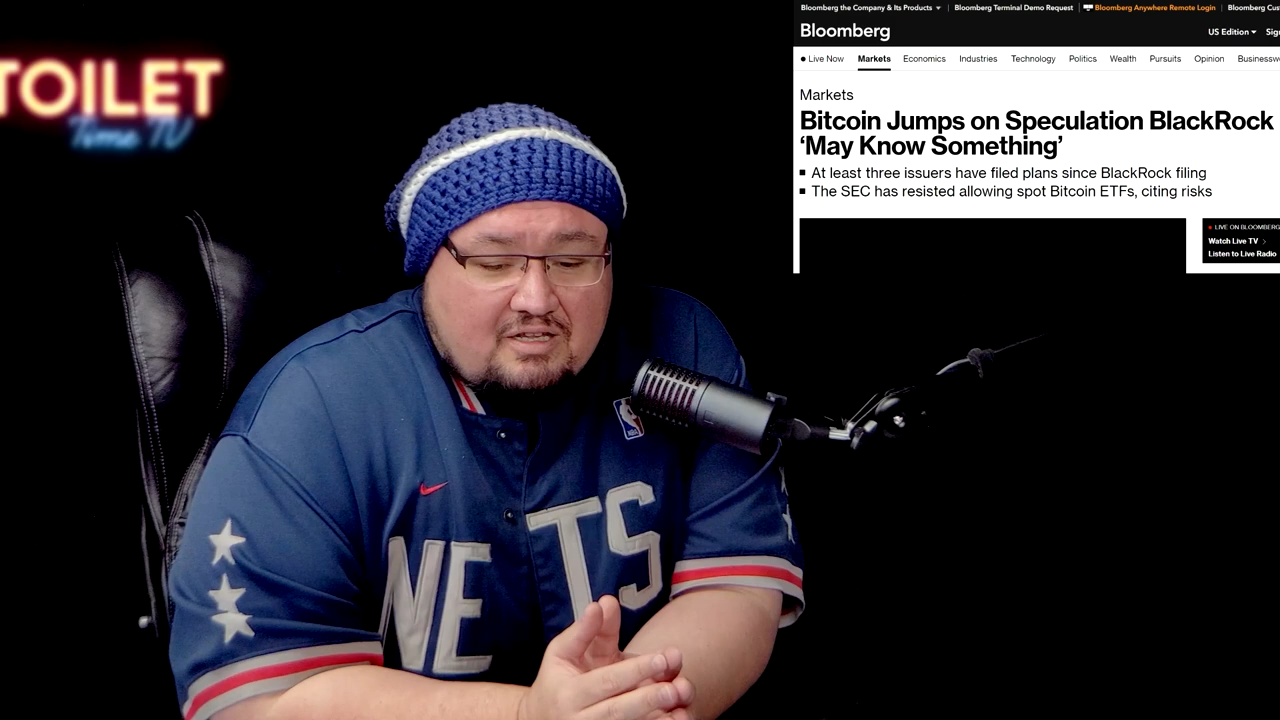 TOILET
Time TV
Bloomberg the Company & Its Products
Bloomberg Terminal Demo Request
Bloomberg Anywhere Remote Login
Bloomberg
US Edition
Live Now
Markets
Economics
Industries
Technology
Politics
Wealth
Pursuits
Opinion
Markets
Bitcoin Jumps on Speculation BlackRock
‘May Know Something’
At least three issuers have filed plans since BlackRock filing
The SEC has resisted allowing spot Bitcoin ETFs, citing risks
LIVE ON BLOOMBERG
Watch Live TV
Listen to Live Radio
NBA
NETS